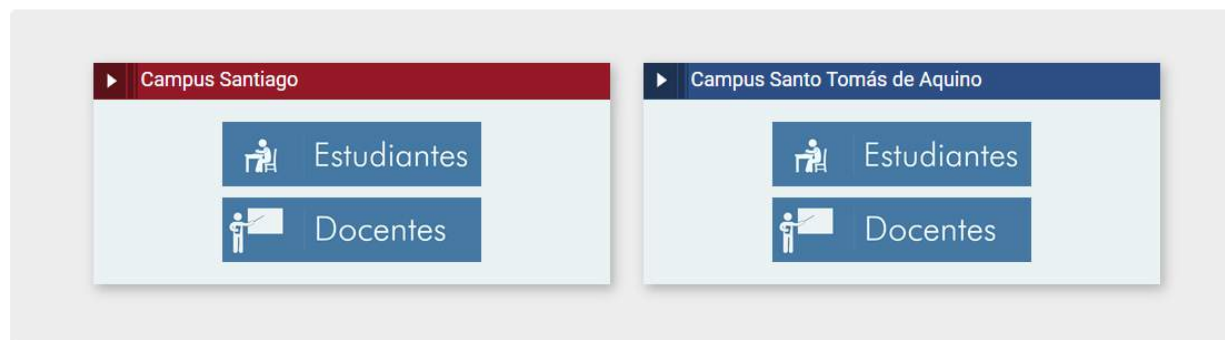 Campus Santiago
Estudiantes
Docentes
Campus Santo Tomás de Aquino
Estudiantes
Docentes